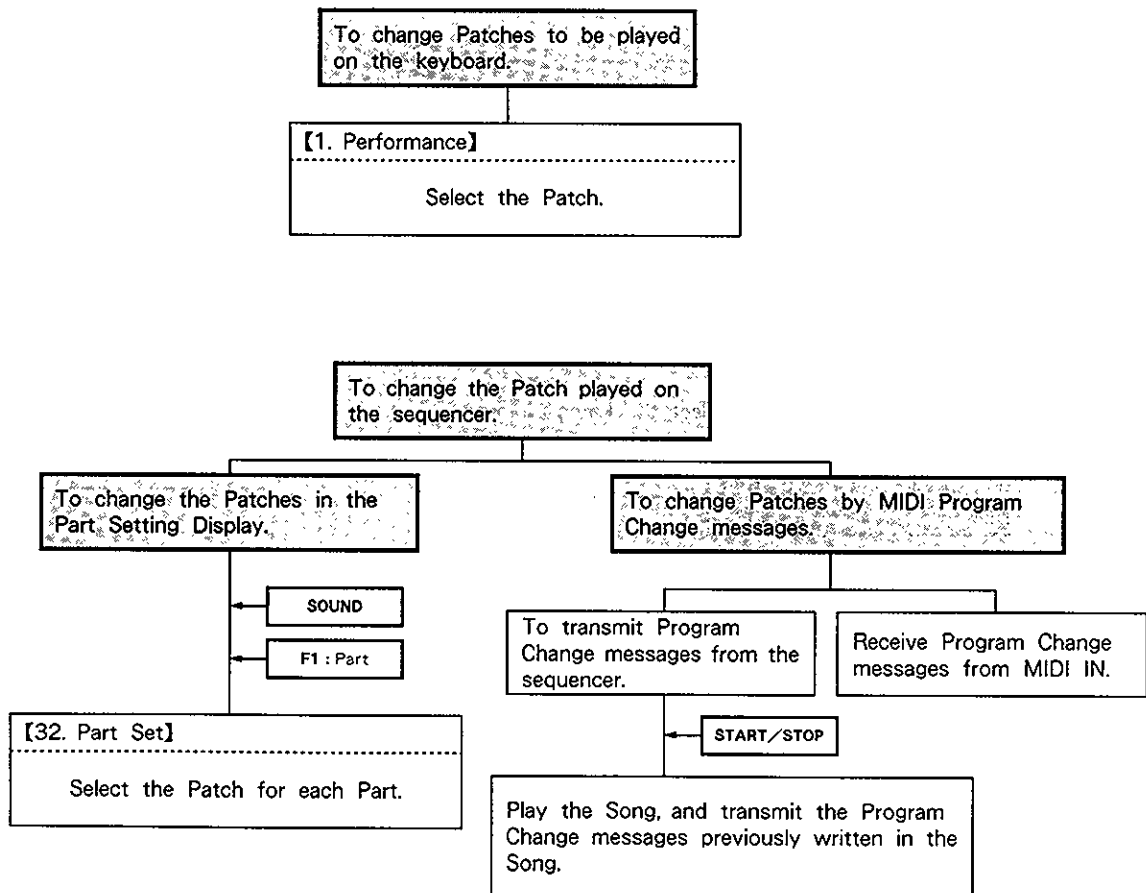 To change Patches to be played
on the keyboard.
【1. Performance】
Select the Patch.
To change the Patch played on
the sequencer.
To change the Patches in the
Part Setting Display.
SOUND
F1 : Part
【32. Part Set】
Select the Patch for each Part.
To change Patches by MIDI Program
Change messages.
To transmit Program
Change messages from the
sequencer.
START／STOP
Play the Song, and transmit the Program
Change messages previously written in the
Song.
Receive Program Change
messages from MIDI IN.